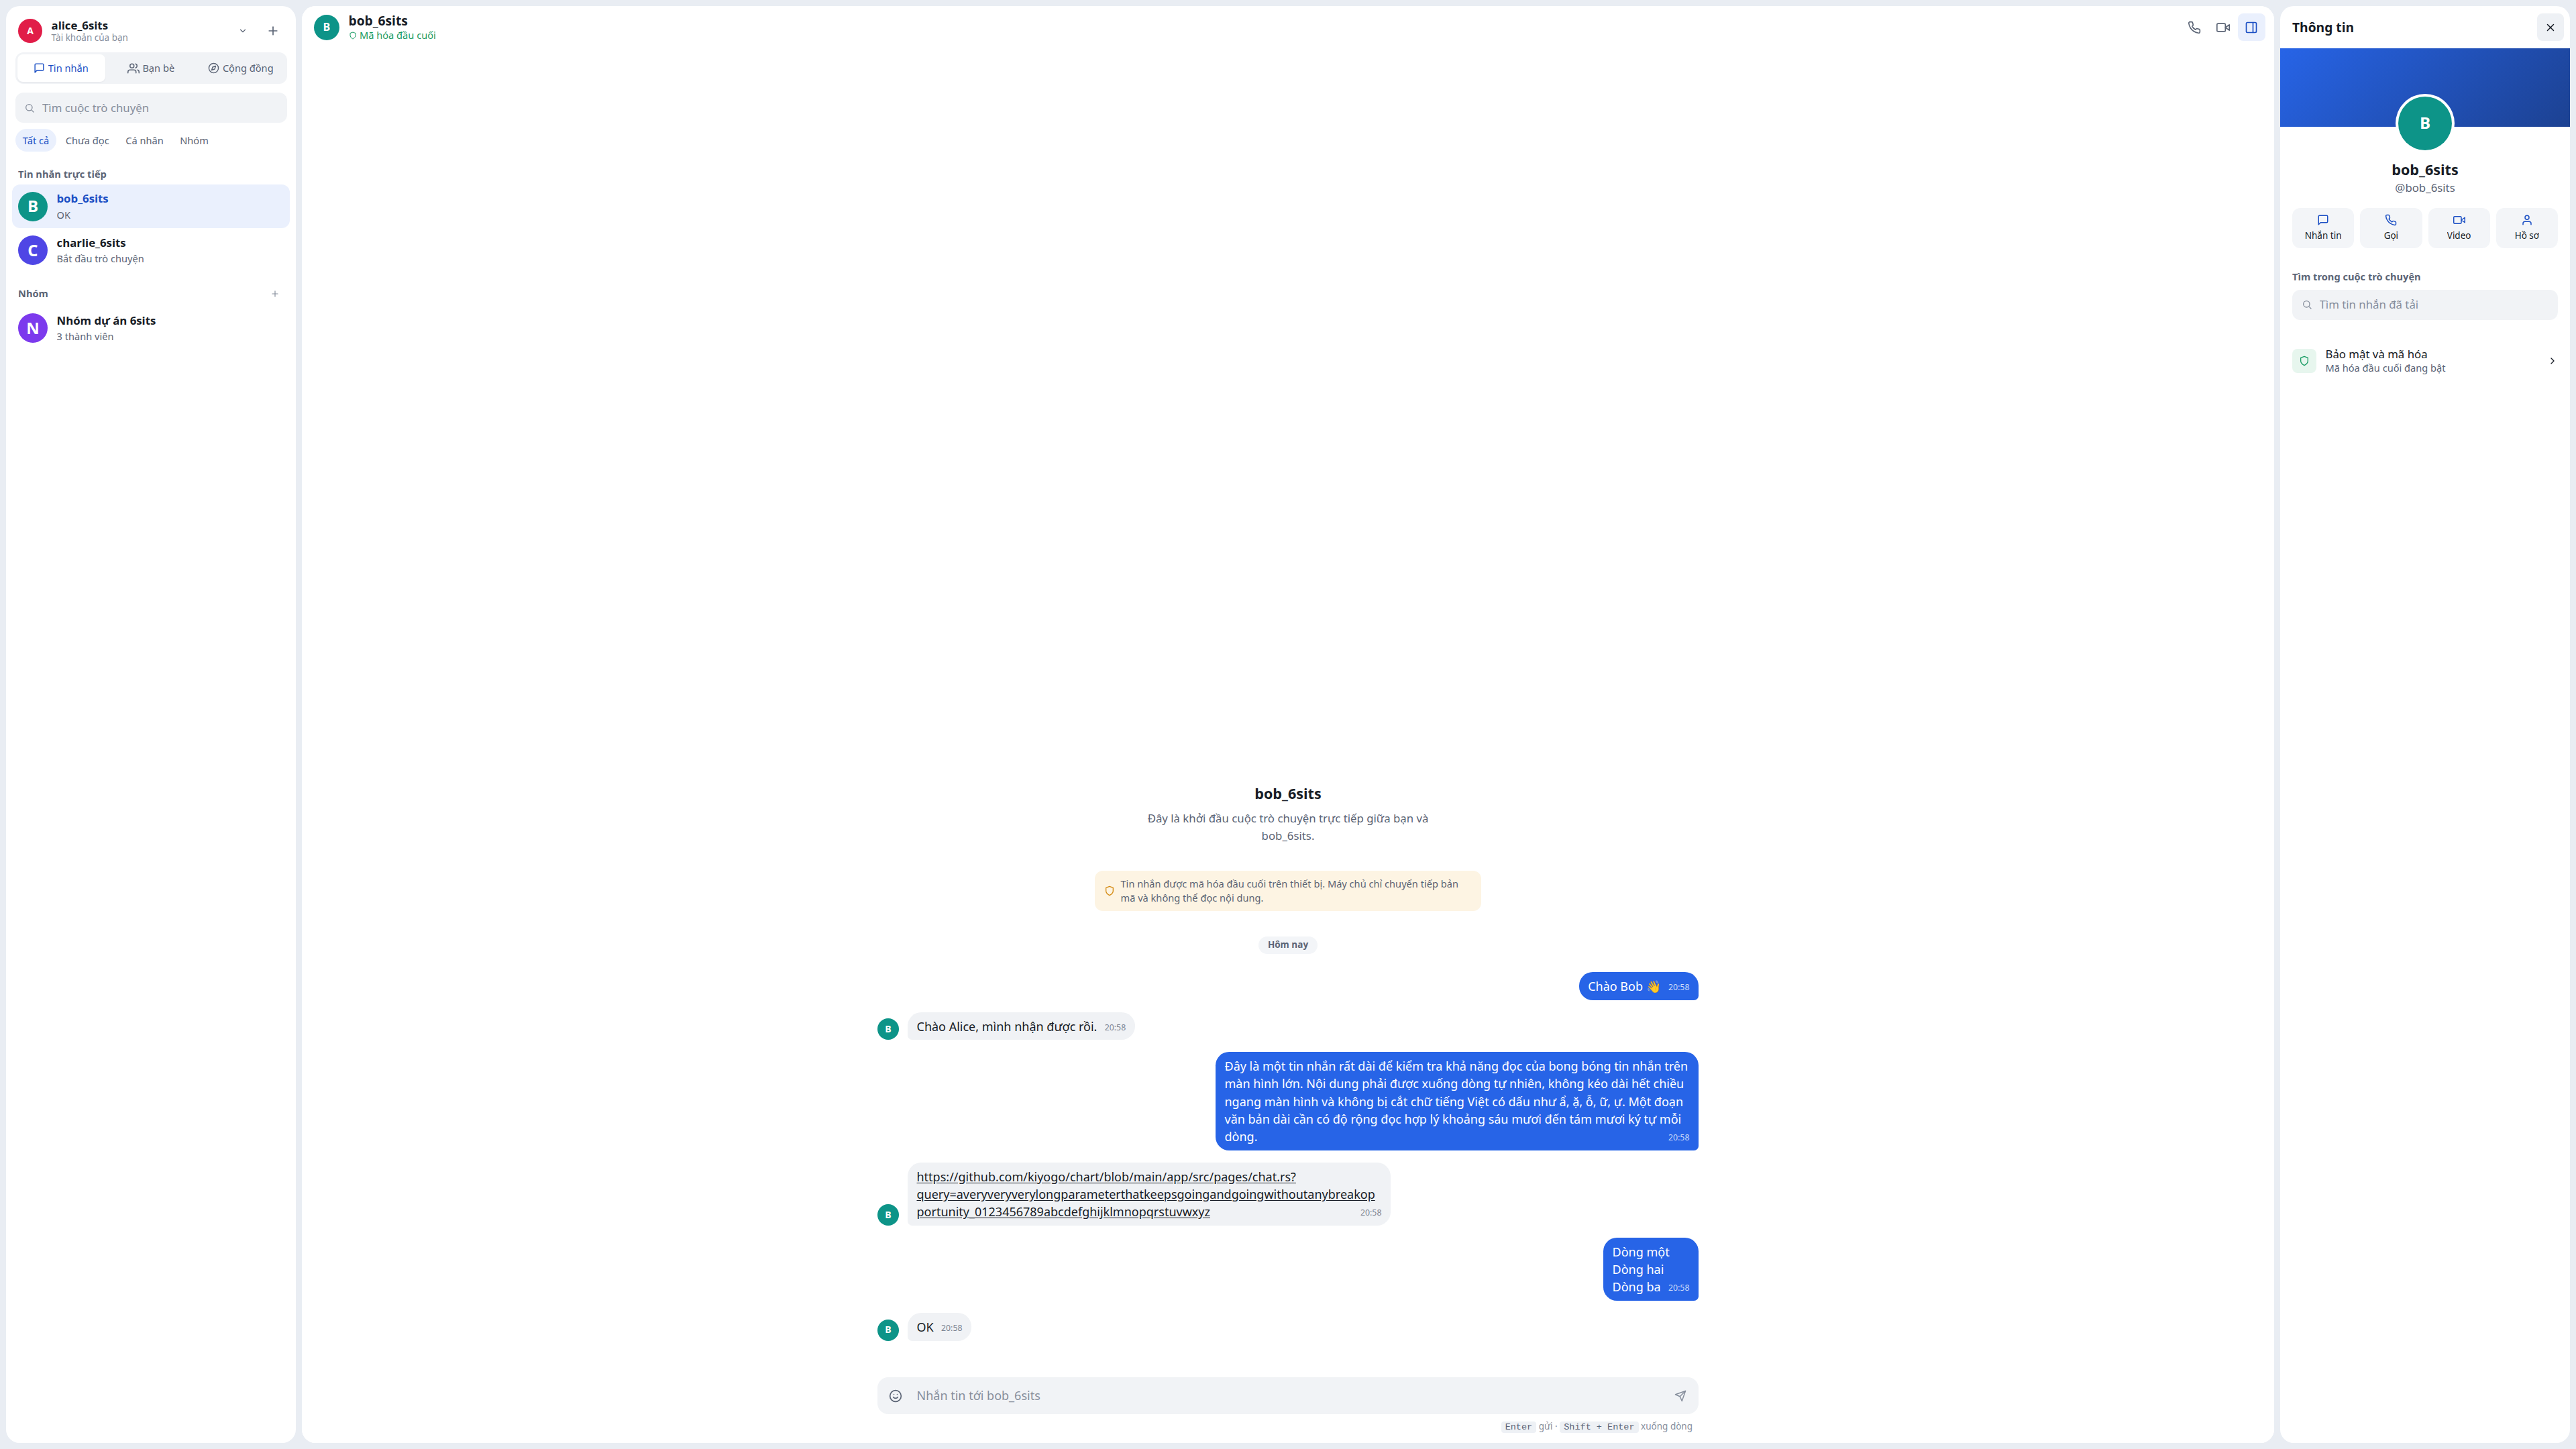 A
alice_6sits
Tài khoản của bạn
Tin nhắn
Bạn bè
Cộng đồng
Tìm cuộc trò chuyện
Tất cả
Chưa đọc
Cá nhân
Nhóm
Tin nhắn trực tiếp
B
bob_6sits
OK
C
charlie_6sits
Bắt đầu trò chuyện
Nhóm
N
Nhóm dự án 6sits
3 thành viên
B
bob_6sits
Mã hóa đầu cuối
bob_6sits
Đây là khởi đầu cuộc trò chuyện trực tiếp giữa bạn và
bob_6sits.
Tin nhắn được mã hóa đầu cuối trên thiết bị. Máy chủ chỉ chuyển tiếp bản
mã và không thể đọc nội dung.
Hôm nay
Chào Bob 👋 20:58
B
Chào Alice, mình nhận được rồi. 20:58
Đây là một tin nhắn rất dài để kiểm tra khả năng đọc của bong bóng tin nhắn trên
màn hình lớn. Nội dung phải được xuống dòng tự nhiên, không kéo dài hết chiều
ngang màn hình và không bị cắt chữ tiếng Việt có dấu như ấ, ặ, ỗ, ữ, ự. Một đoạn
văn bản dài cần có độ rộng đọc hợp lý khoảng sáu mươi đến tám mươi ký tự mỗi
dòng. 20:58
https://github.com/kiyogo/chart/blob/main/app/src/pages/chat.rs?
query=averyveryverylongparameterthatkeepsgoingandgoingwithoutanybreakop
portunity_0123456789abcdefghijklmnopqrstuvwxyz 20:58
B
Dòng một
Dòng hai
Dòng ba 20:58
B
OK 20:58
Nhắn tin tới bob_6sits
Enter gửi · Shift + Enter xuống dòng
Thông tin
B
bob_6sits
@bob_6sits
Nhắn tin
Gọi
Video
Hồ sơ
Tìm trong cuộc trò chuyện
Tìm tin nhắn đã tải
Bảo mật và mã hóa
Mã hóa đầu cuối đang bật